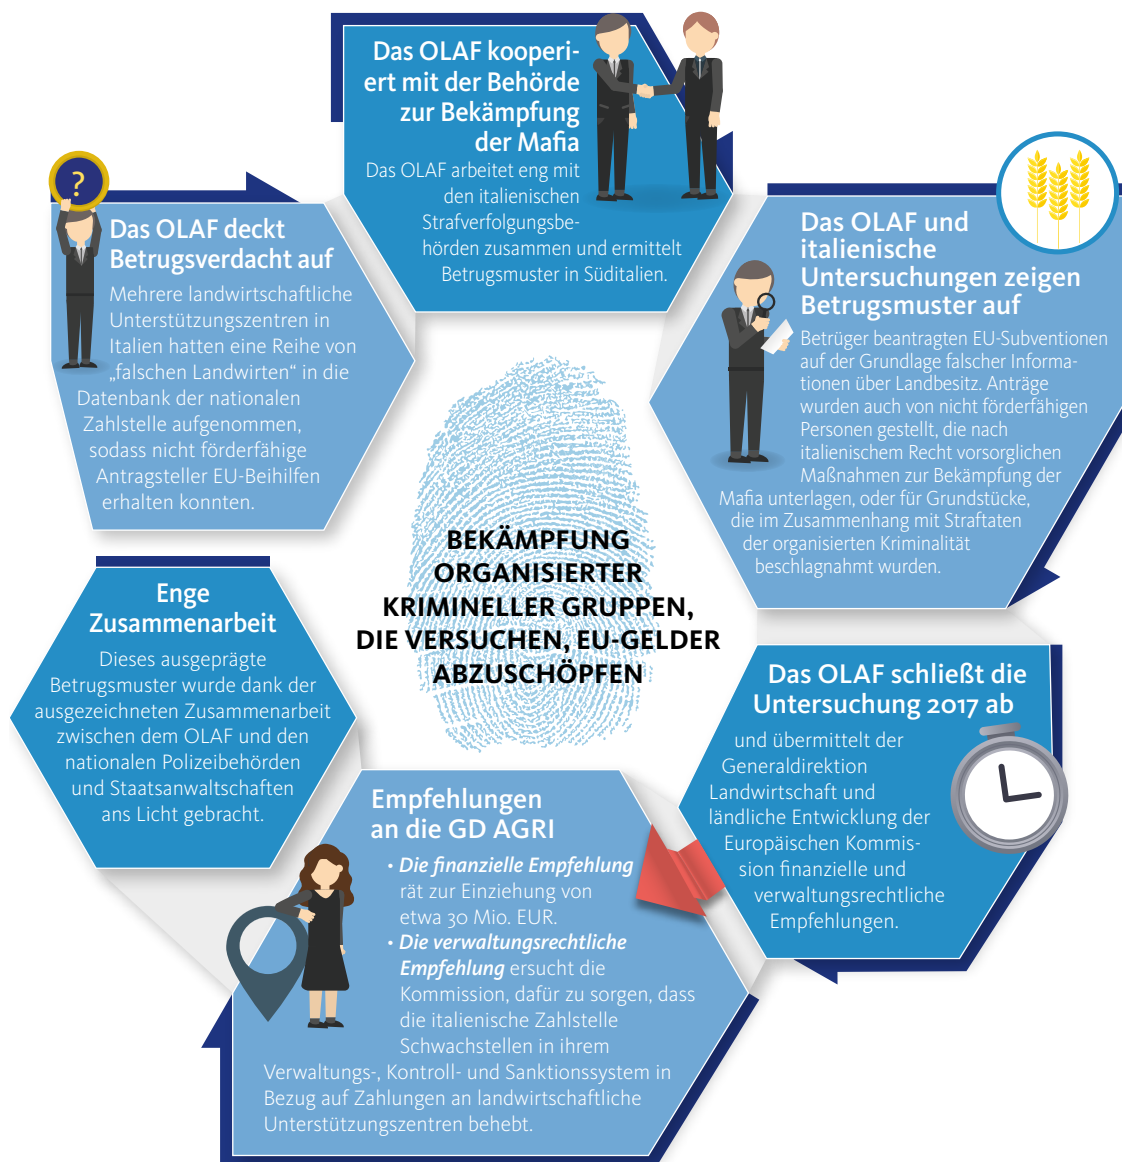 ?
Das OLAF deckt
Betrugsverdacht auf
Mehrere landwirtschaftliche
Unterstützungszentren in
Italien hatten eine Reihe von
„falschen Landwirten“ in die
Datenbank der nationalen
Zahlstelle aufgenommen,
sodass nicht förderfähige
Antragsteller EU-Beihilfen
erhalten konnten.
Das OLAF kooperi-
ert mit der Behörde
zur Bekämpfung
der Mafia
Das OLAF arbeitet eng mit
den italienischen
Strafverfolgungsbe-
hörden zusammen und ermittelt
Betrugsmuster in Süditalien.
Das OLAF und
italienische
Untersuchungen zeigen
Betrugsmuster auf
Betrüger beantragten EU-Subventionen
auf der Grundlage falscher Informa-
tionen über Landbesitz. Anträge
wurden auch von nicht förderfähigen
Personen gestellt, die nach
italienischem Recht vorsorglichen
Maßnahmen zur Bekämpfung der
Mafia unterlagen, oder für Grundstücke,
die im Zusammenhang mit Straftaten
der organisierten Kriminalität
beschlagnahmt wurden.
BEKÄMPFUNG
ORGANISIERTER
KRIMINELLER GRUPPEN,
DIE VERSUCHEN, EU-GELDER
ABZUSCHÖPFEN
Das OLAF schließt die
Untersuchung 2017 ab
und übermittelt der
Generaldirektion
Landwirtschaft und
ländliche Entwicklung der
Europäischen Kommis-
sion finanzielle und
verwaltungsrechtliche
Empfehlungen.
Empfehlungen
an die GD AGRI
• Die finanzielle Empfehlung
rät zur Einziehung von
etwa 30 Mio. EUR.
• Die verwaltungsrechtliche
Empfehlung ersucht die
Kommission, dafür zu sorgen, dass
die italienische Zahlstelle
Schwachstellen in ihrem
Verwaltungs-, Kontroll- und Sanktionssystem in
Bezug auf Zahlungen an landwirtschaftliche
Unterstützungszentren behebt.
Enge
Zusammenarbeit
Dieses ausgeprägte
Betrugsmuster wurde dank der
ausgezeichneten Zusammenarbeit
zwischen dem OLAF und den
nationalen Polizeibehörden
und Staatsanwaltschaften
ans Licht gebracht.